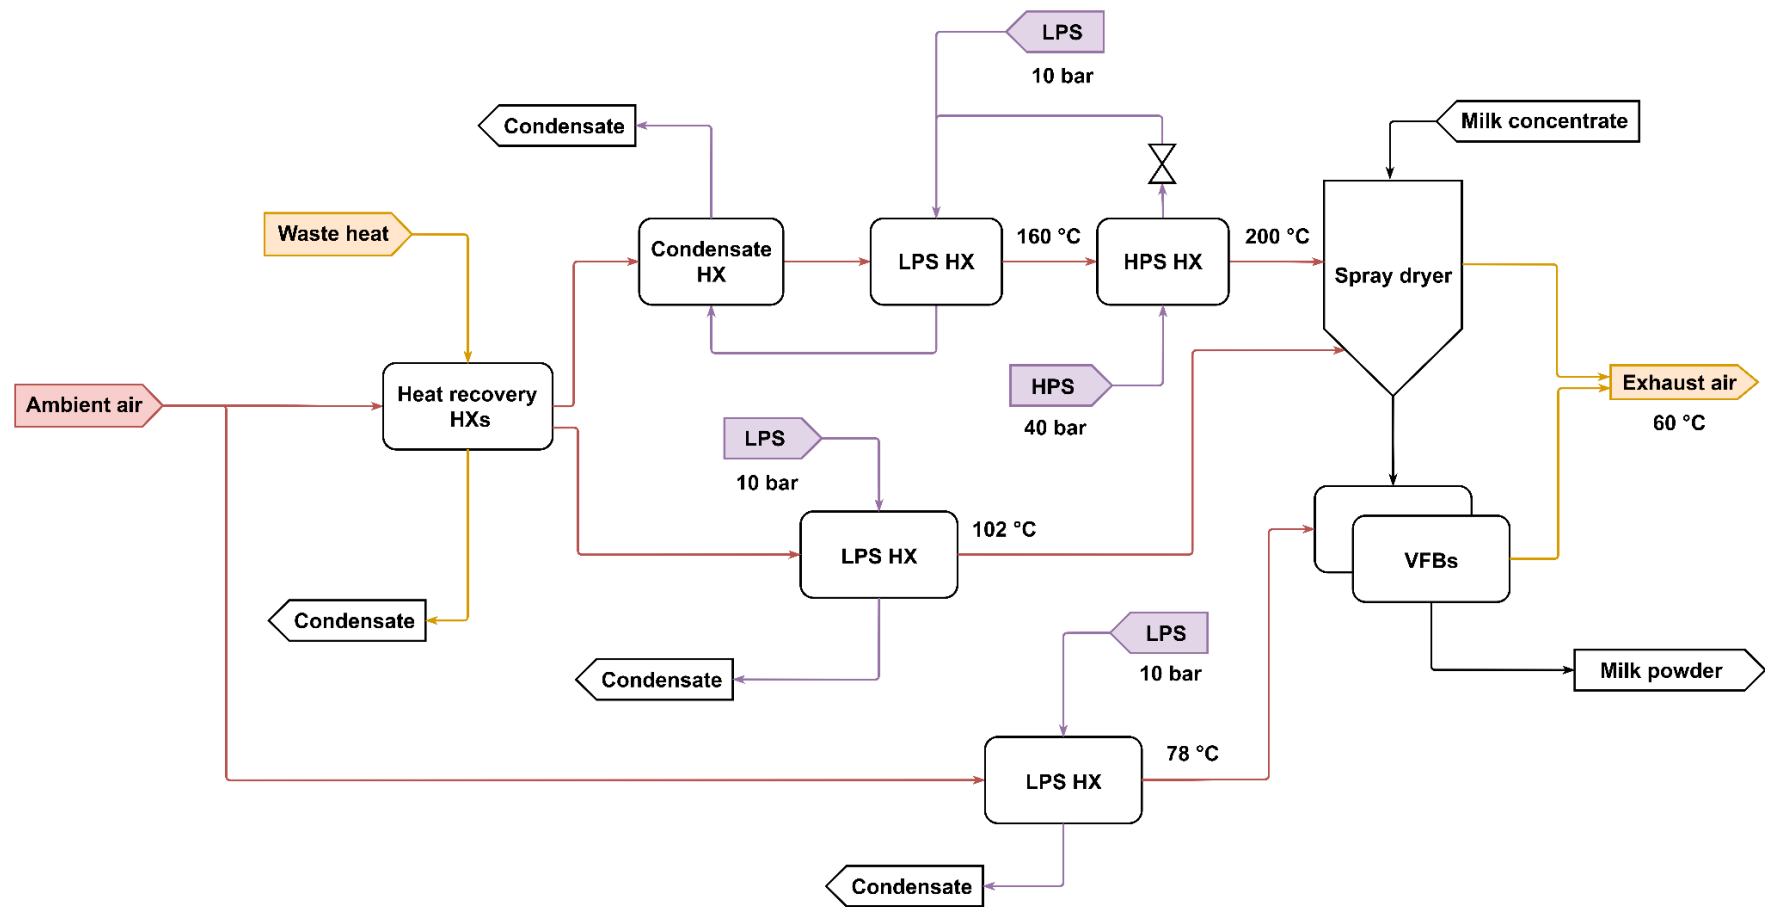 LPS
10 bar
Condensate
Milk concentrate
Waste heat
Condensate
HX
LPS HX
160 °C
HPS HX
200 °C
Spray dryer
Ambient air
Heat recovery
HXs
HPS
40 bar
Exhaust air
60 °C
LPS
10 bar
102 °C
LPS HX
VFBs
Condensate
Condensate
LPS
10 bar
Milk powder
78 °C
LPS HX
Condensate